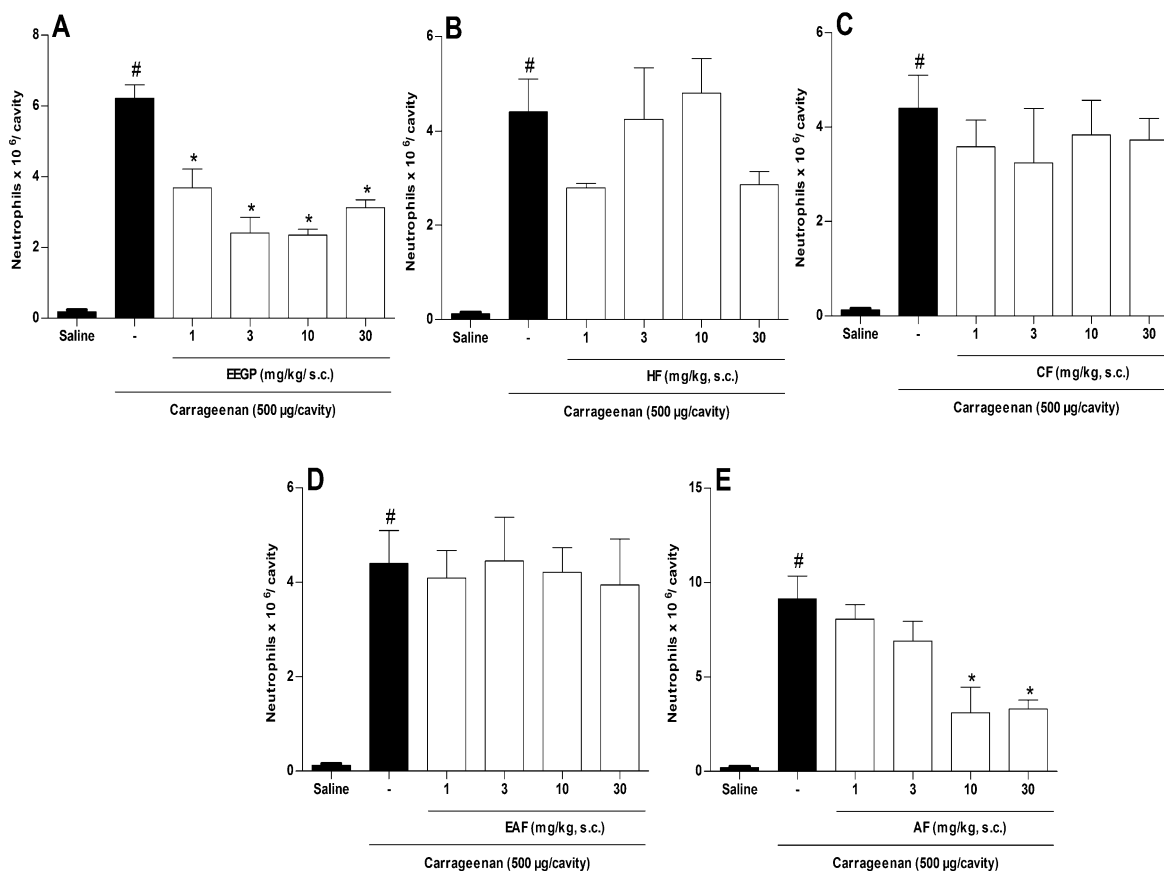 A
Neutrophils x 10 6/ cavity
8
6
4
2
0
#
*
*
*
*
Saline - 1 3 10 30
EEGP (mg/kg/ s.c.)
Carrageenan (500 µg/cavity)
B
Neutrophils x 10 6/ cavity
6
4
2
0
#
Saline - 1 3 10 30
HF (mg/kg, s.c.)
Carrageenan (500 µg/cavity)
C
Neutrophils x 10 6/ cavity
6
4
2
0
#
Saline - 1 3 10 30
CF (mg/kg, s.c.)
Carrageenan (500 µg/cavity)
D
Neutrophils x 10 6/ cavity
6
4
2
0
#
Saline - 1 3 10 30
EAF (mg/kg, s.c.)
Carrageenan (500 µg/cavity)
E
Neutrophils x 10 6/ cavity
15
10
5
0
#
*
*
Saline - 1 3 10 30
AF (mg/kg, s.c.)
Carrageenan (500 µg/cavity)